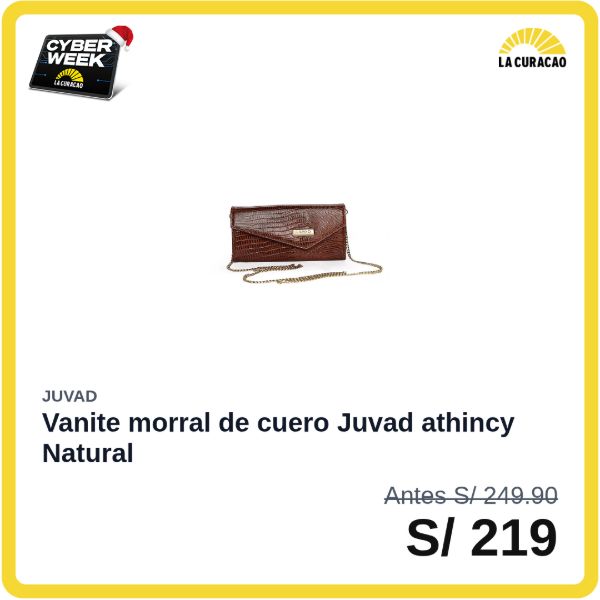 CYBER
WEEK
LA CURACAO
LA CURACAO
JUVAD
Vanite morral de cuero Juvad athincy
Natural
Antes S/ 249.90
S/ 219